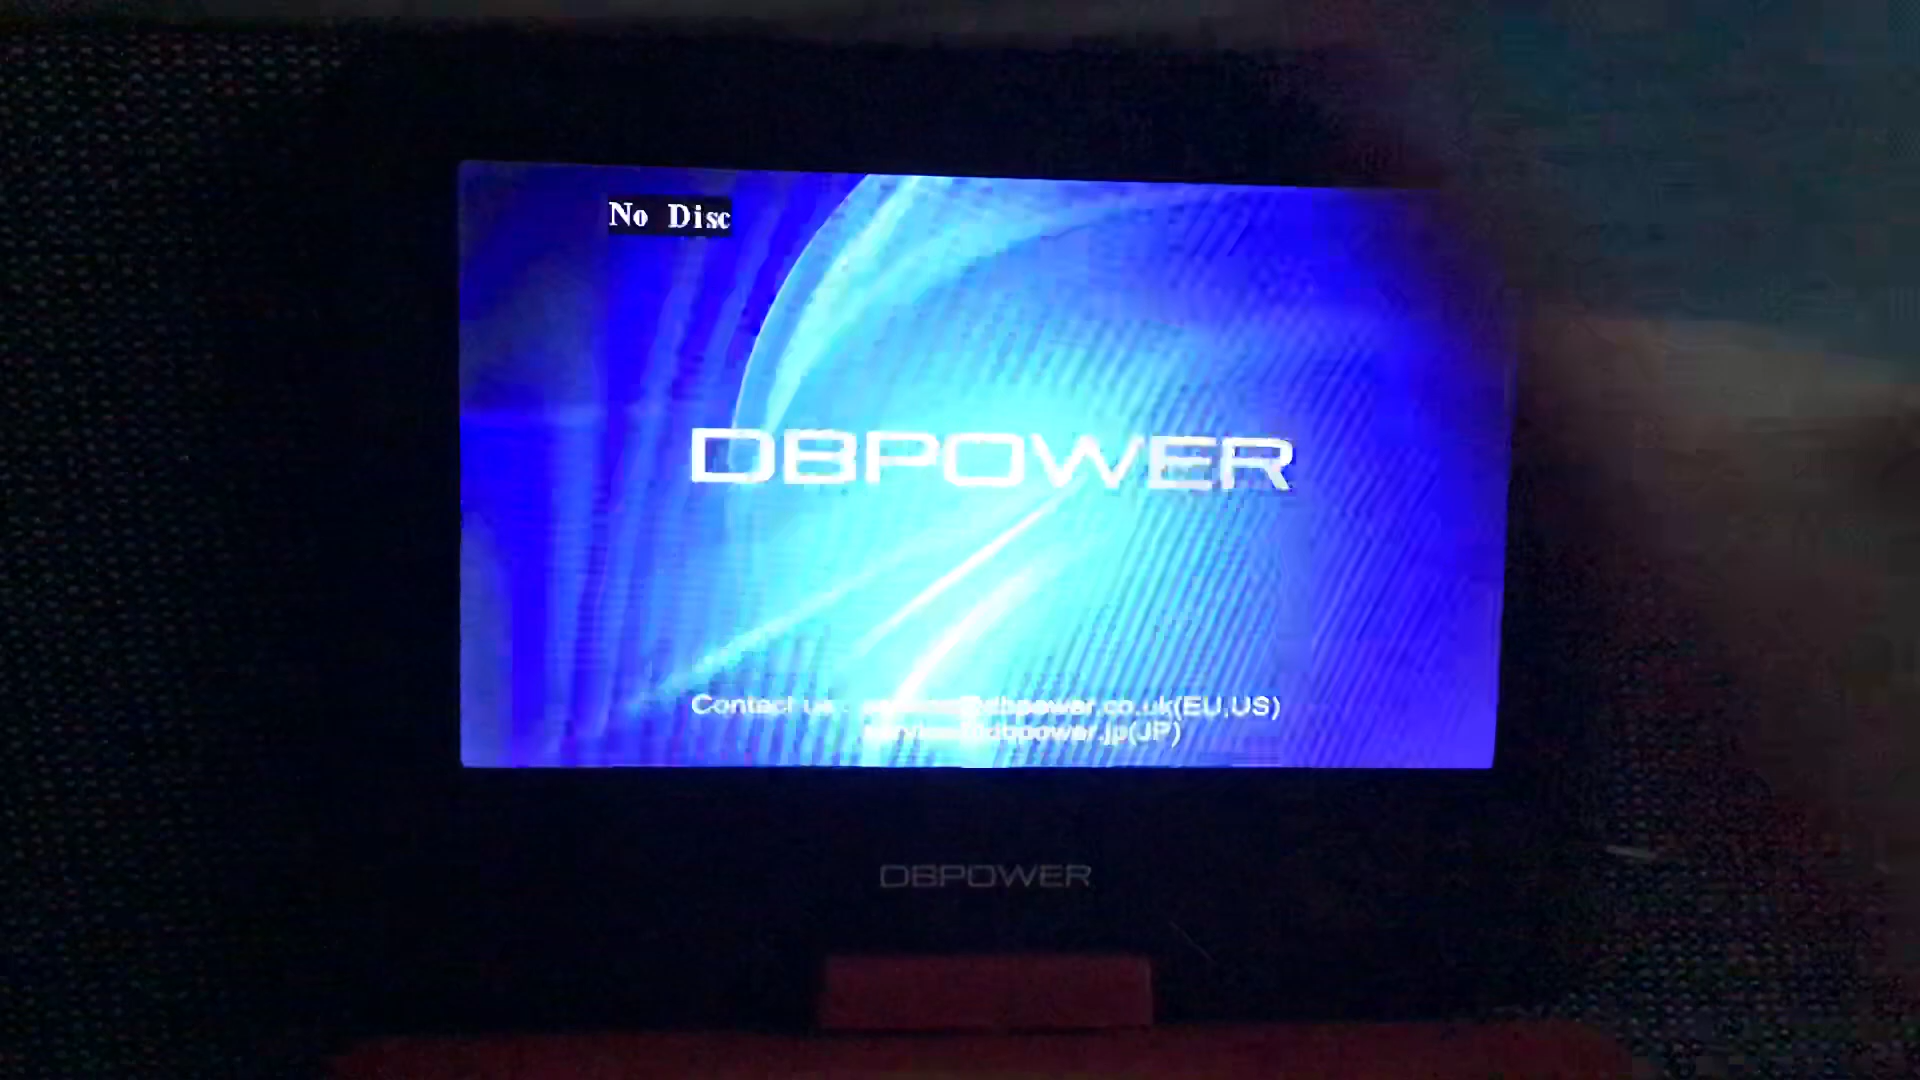 No Disc
DBPOWER
Contact us: service@dbpower.co.uk(EU,US)
service@dbpower.jp(JP)
DBPOWER